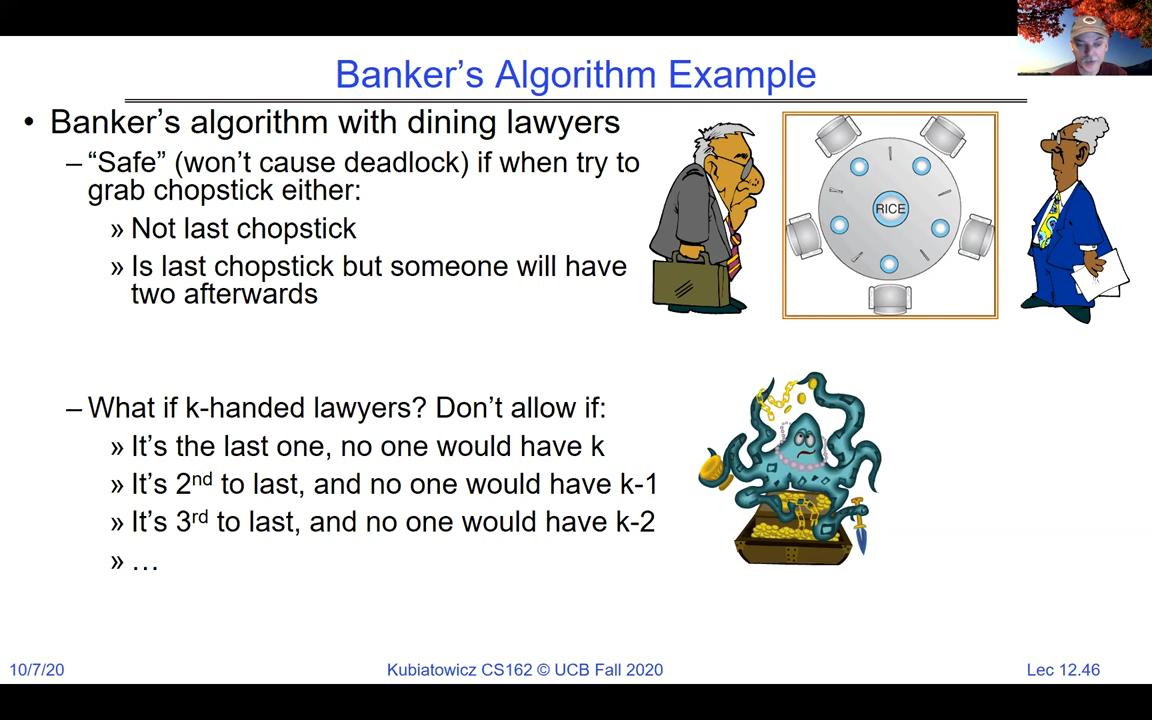 Banker's Algorithm Example
• Banker's algorithm with dining lawyers
– "Safe" (won't cause deadlock) if when try to
grab chopstick either:
» Not last chopstick
» Is last chopstick but someone will have
two afterwards
RICE
– What if k-handed lawyers? Don't allow if:
» It's the last one, no one would have k
» It's 2nd to last, and no one would have k-1
» It's 3rd to last, and no one would have k-2
» …
10/7/20
Kubiatowicz CS162 © UCB Fall 2020
Lec 12.46